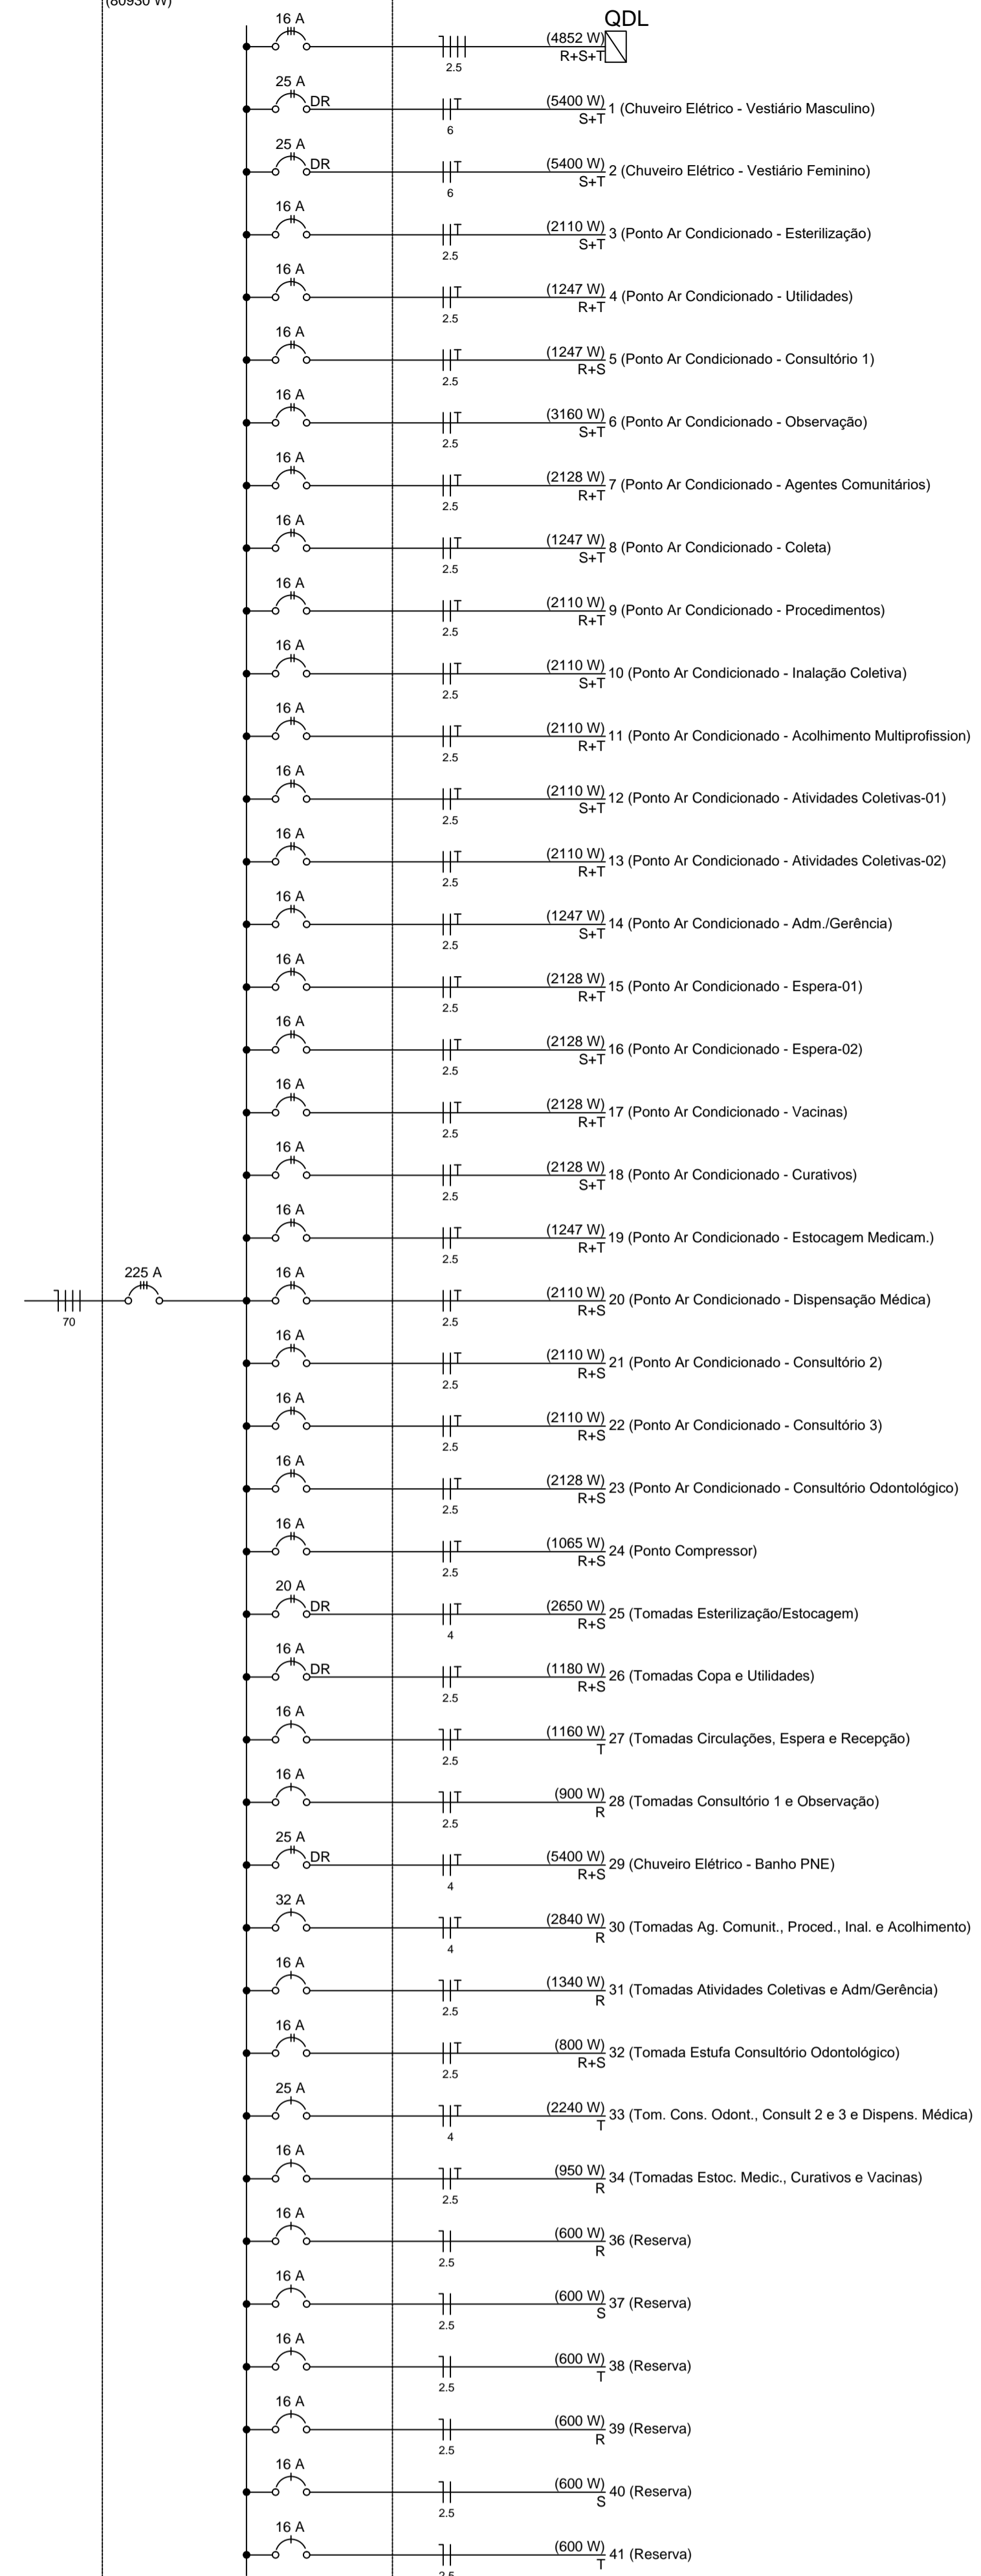 (80930 W)
QDL
16 A
(4852 W)
R+S+T
2.5
25 A
DR
(5400 W)
1 (Chuveiro Elétrico - Vestiário Masculino)
S+T
6
25 A
DR
(5400 W)
2 (Chuveiro Elétrico - Vestiário Feminino)
S+T
6
16 A
T
(2110 W)
3 (Ponto Ar Condicionado - Esterilização)
S+T
2.5
16 A
(1247 W)
4 (Ponto Ar Condicionado - Utilidades)
R+T
2.5
16 A
(1247 W)
5 (Ponto Ar Condicionado - Consultório 1)
R+S
2.5
16 A
(3160 W)
6 (Ponto Ar Condicionado - Observação)
S+T
2.5
16 A
(2128 W)
7 (Ponto Ar Condicionado - Agentes Comunitários)
R+T
2.5
16 A
(1247 W)
8 (Ponto Ar Condicionado - Coleta)
S+T
2.5
16 A
(2110 W)
9 (Ponto Ar Condicionado - Procedimentos)
R+T
2.5
16 A
(2110 W)
10 (Ponto Ar Condicionado - Inalação Coletiva)
S+T
2.5
16 A
(2110 W)
11 (Ponto Ar Condicionado - Acolhimento Multiprofission)
R+T
2.5
16 A
(2110 W)
12 (Ponto Ar Condicionado - Atividades Coletivas-01)
S+T
2.5
16 A
(2110 W)
13 (Ponto Ar Condicionado - Atividades Coletivas-02)
R+T
2.5
16 A
(1247 W)
14 (Ponto Ar Condicionado - Adm./Gerência)
S+T
2.5
16 A
(2128 W)
15 (Ponto Ar Condicionado - Espera-01)
R+T
2.5
16 A
(2128 W)
16 (Ponto Ar Condicionado - Espera-02)
S+T
2.5
16 A
(2128 W)
17 (Ponto Ar Condicionado - Vacinas)
R+T
2.5
16 A
(2128 W)
18 (Ponto Ar Condicionado - Curativos)
S+T
2.5
16 A
(1247 W)
19 (Ponto Ar Condicionado - Estocagem Medicam.)
R+T
2.5
225 A
70
16 A
(2110 W)
20 (Ponto Ar Condicionado - Dispensação Médica)
R+S
2.5
16 A
(2110 W)
21 (Ponto Ar Condicionado - Consultório 2)
R+S
2.5
16 A
(2110 W)
22 (Ponto Ar Condicionado - Consultório 3)
R+S
2.5
16 A
(2128 W)
23 (Ponto Ar Condicionado - Consultório Odontológico)
R+S
2.5
16 A
(1065 W)
24 (Ponto Compressor)
R+S
2.5
20 A
DR
(2650 W)
25 (Tomadas Esterilização/Estocagem)
R+S
4
16 A
DR
(1180 W)
26 (Tomadas Copa e Utilidades)
R+S
2.5
16 A
(1160 W)
27 (Tomadas Circulações, Espera e Recepção)
T
2.5
16 A
(900 W)
28 (Tomadas Consultório 1 e Observação)
R
2.5
25 A
DR
(5400 W)
29 (Chuveiro Elétrico - Banho PNE)
R+S
4
32 A
(2840 W)
30 (Tomadas Ag. Comunit., Proced., Inal. e Acolhimento)
R
4
16 A
(1340 W)
31 (Tomadas Atividades Coletivas e Adm/Gerência)
R
2.5
16 A
(800 W)
32 (Tomada Estufa Consultório Odontológico)
R+S
2.5
25 A
(2240 W)
33 (Tom. Cons. Odont., Consult 2 e 3 e Dispens. Médica)
T
4
16 A
(950 W)
34 (Tomadas Estoc. Medic., Curativos e Vacinas)
R
2.5
16 A
(600 W)
36 (Reserva)
R
2.5
16 A
(600 W)
37 (Reserva)
S
2.5
16 A
(600 W)
38 (Reserva)
T
2.5
16 A
(600 W)
39 (Reserva)
R
2.5
16 A
(600 W)
40 (Reserva)
S
2.5
16 A
(600 W)
41 (Reserva)
T
2.5